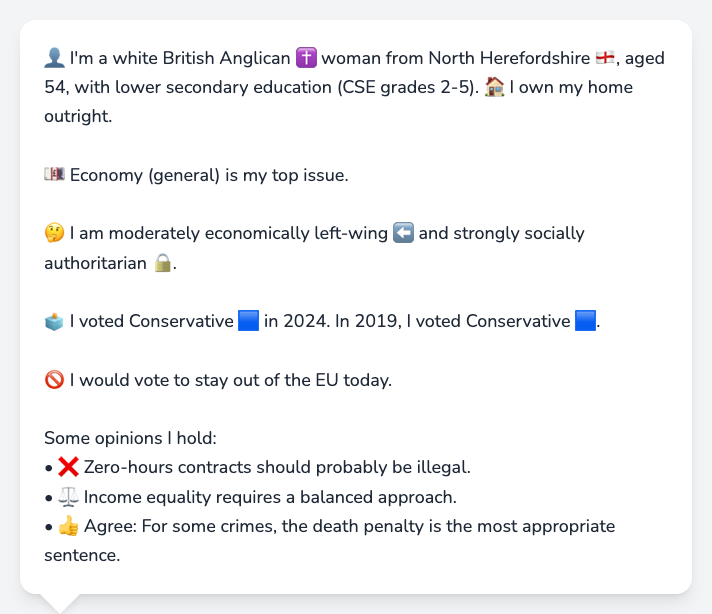 👤 I'm a white British Anglican ✝️ woman from North Herefordshire 🏴󠁧󠁢󠁥󠁮󠁧󠁿, aged
54, with lower secondary education (CSE grades 2-5). 🏠 I own my home
outright.
💷 Economy (general) is my top issue.
🤔 I am moderately economically left-wing ⬅️ and strongly socially
authoritarian 🔒.
🗳️ I voted Conservative 🟦 in 2024. In 2019, I voted Conservative 🟦.
🚫 I would vote to stay out of the EU today.
Some opinions I hold:
• ❌ Zero-hours contracts should probably be illegal.
• ⚖️ Income equality requires a balanced approach.
• 👍 Agree: For some crimes, the death penalty is the most appropriate
sentence.